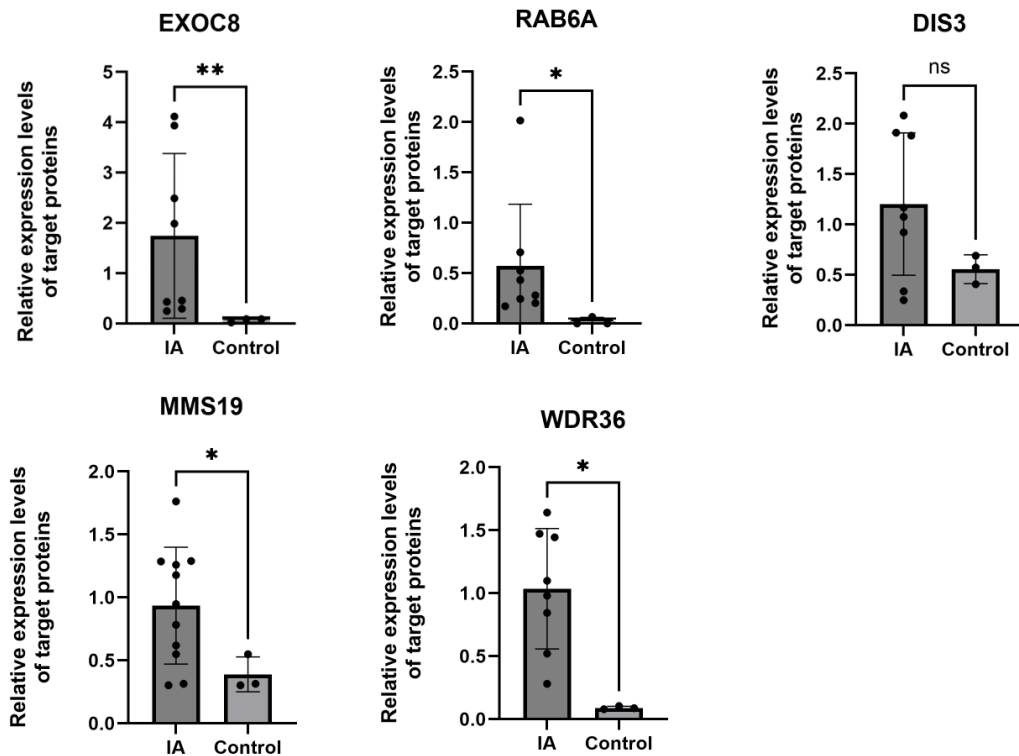 EXOC8
Relative expression levels
of target proteins
5
4
3
2
1
0
**
IA Control
RAB6A
Relative expression levels
of target proteins
2.5
2.0
1.5
1.0
0.5
0.0
*
IA Control
DIS3
Relative expression levels
of target proteins
2.5
2.0
1.5
1.0
0.5
0.0
ns
IA Control
MMS19
Relative expression levels
of target proteins
2.0
1.5
1.0
0.5
0.0
*
IA Control
WDR36
Relative expression levels
of target proteins
2.0
1.5
1.0
0.5
0.0
*
IA Control